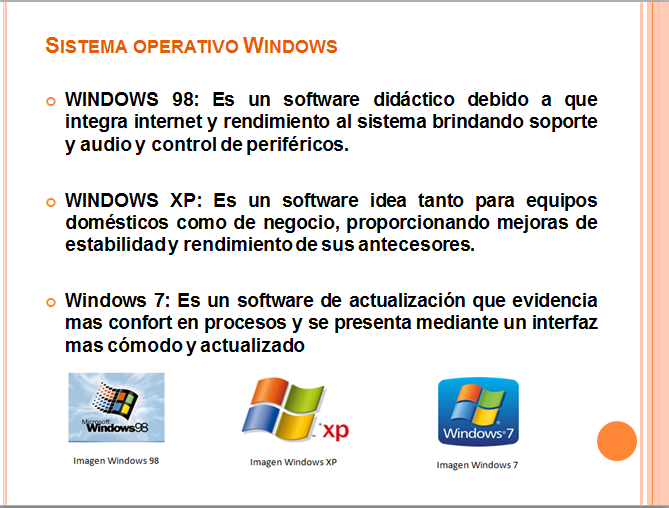 SISTEMA OPERATIVO WINDOWS
WINDOWS 98: Es un software didáctico debido a que
integra internet y rendimiento al sistema brindando soporte
y audio y control de periféricos.
WINDOWS XP: Es un software idea tanto para equipos
domésticos como de negocio, proporcionando mejoras de
estabilidad y rendimiento de sus antecesores.
Windows 7: Es un software de actualización que evidencia
mas confort en procesos y se presenta mediante un interfaz
mas cómodo y actualizado
Microsoft
Windows98
xp
Windows 7
Imagen Windows 98
Imagen Windows XP
Imagen Windows 7